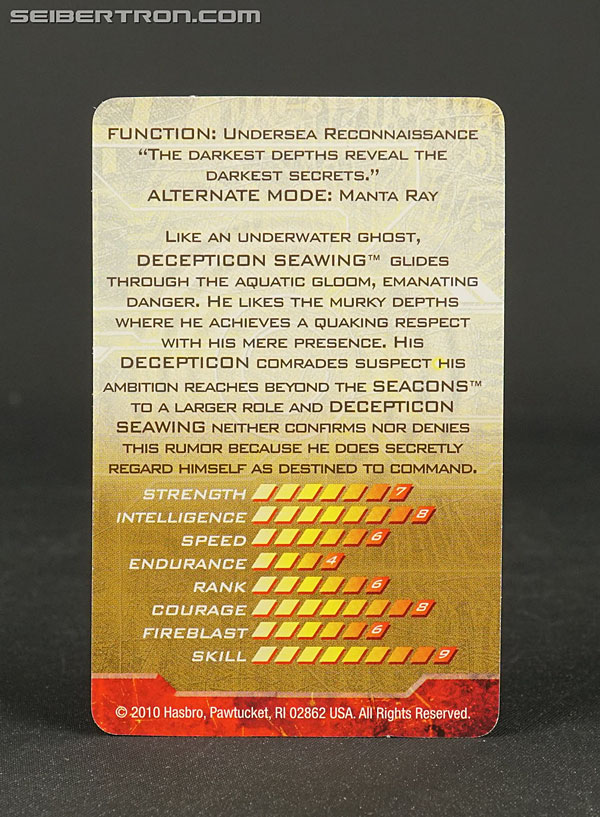 SEIBERTRON.COM
FUNCTION: UNDERSEA RECONNAISSANCE
“THE DARKEST DEPTHS REVEAL THE
DARKEST SECRETS.”
ALTERNATE MODE: MANTA RAY
LIKE AN UNDERWATER GHOST,
DECEPTICON SEAWING™ GLIDES
THROUGH THE AQUATIC GLOOM, EMANATING
DANGER. HE LIKES THE MURKY DEPTHS
WHERE HE ACHIEVES A QUAKING RESPECT
WITH HIS MERE PRESENCE. HIS
DECEPTICON COMRADES SUSPECT HIS
AMBITION REACHES BEYOND THE SEACONS™
TO A LARGER ROLE AND DECEPTICON
SEAWING NEITHER CONFIRMS NOR DENIES
THIS RUMOR BECAUSE HE DOES SECRETLY
REGARD HIMSELF AS DESTINED TO COMMAND.
STRENGTH 7
INTELLIGENCE 8
SPEED 6
ENDURANCE 4
RANK 6
COURAGE 8
FIREBLAST 6
SKILL 9
© 2010 Hasbro, Pawtucket, RI 02862 USA. All Rights Reserved.